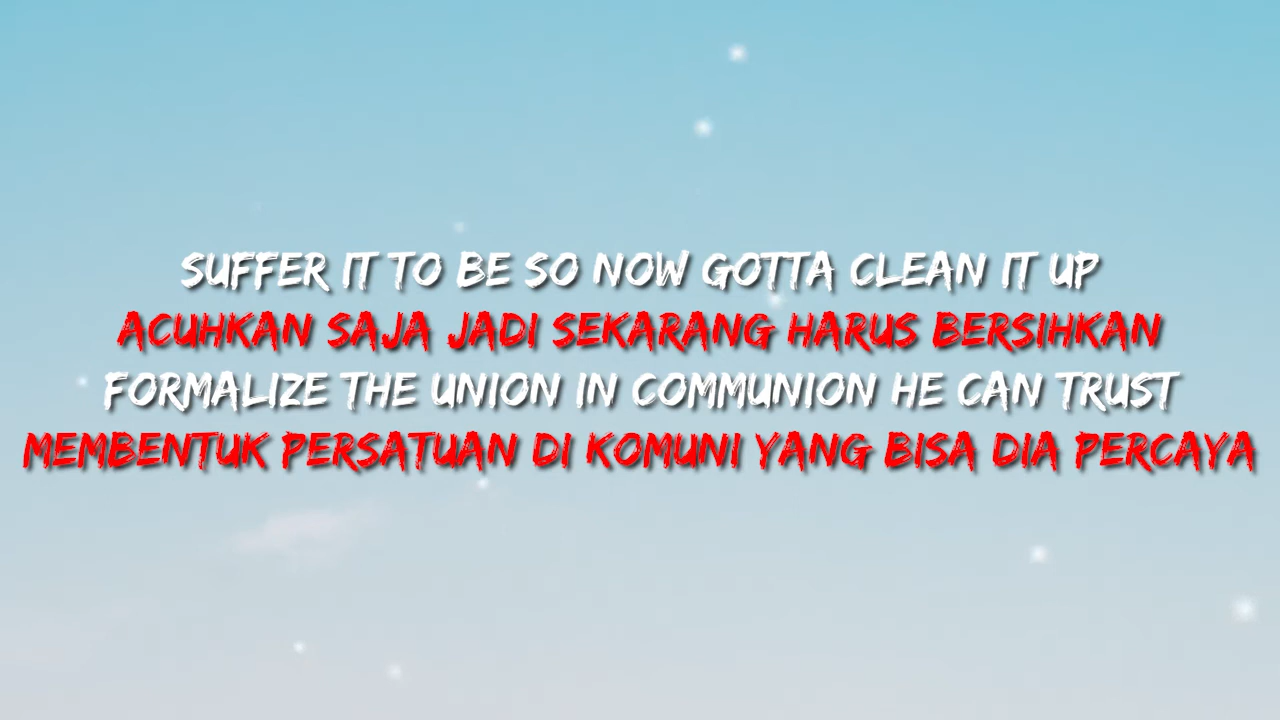 SUFFER IT TO BE SO NOW GOTTA CLEAN IT UP
ACUHKAN SAJA JADI SEKARANG HARUS BERSIHKAN
FORMALIZE THE UNION IN COMMUNION HE CAN TRUST
MEMBENTUK PERSATUAN DI KOMUNI YANG BISA DIA PERCAYA